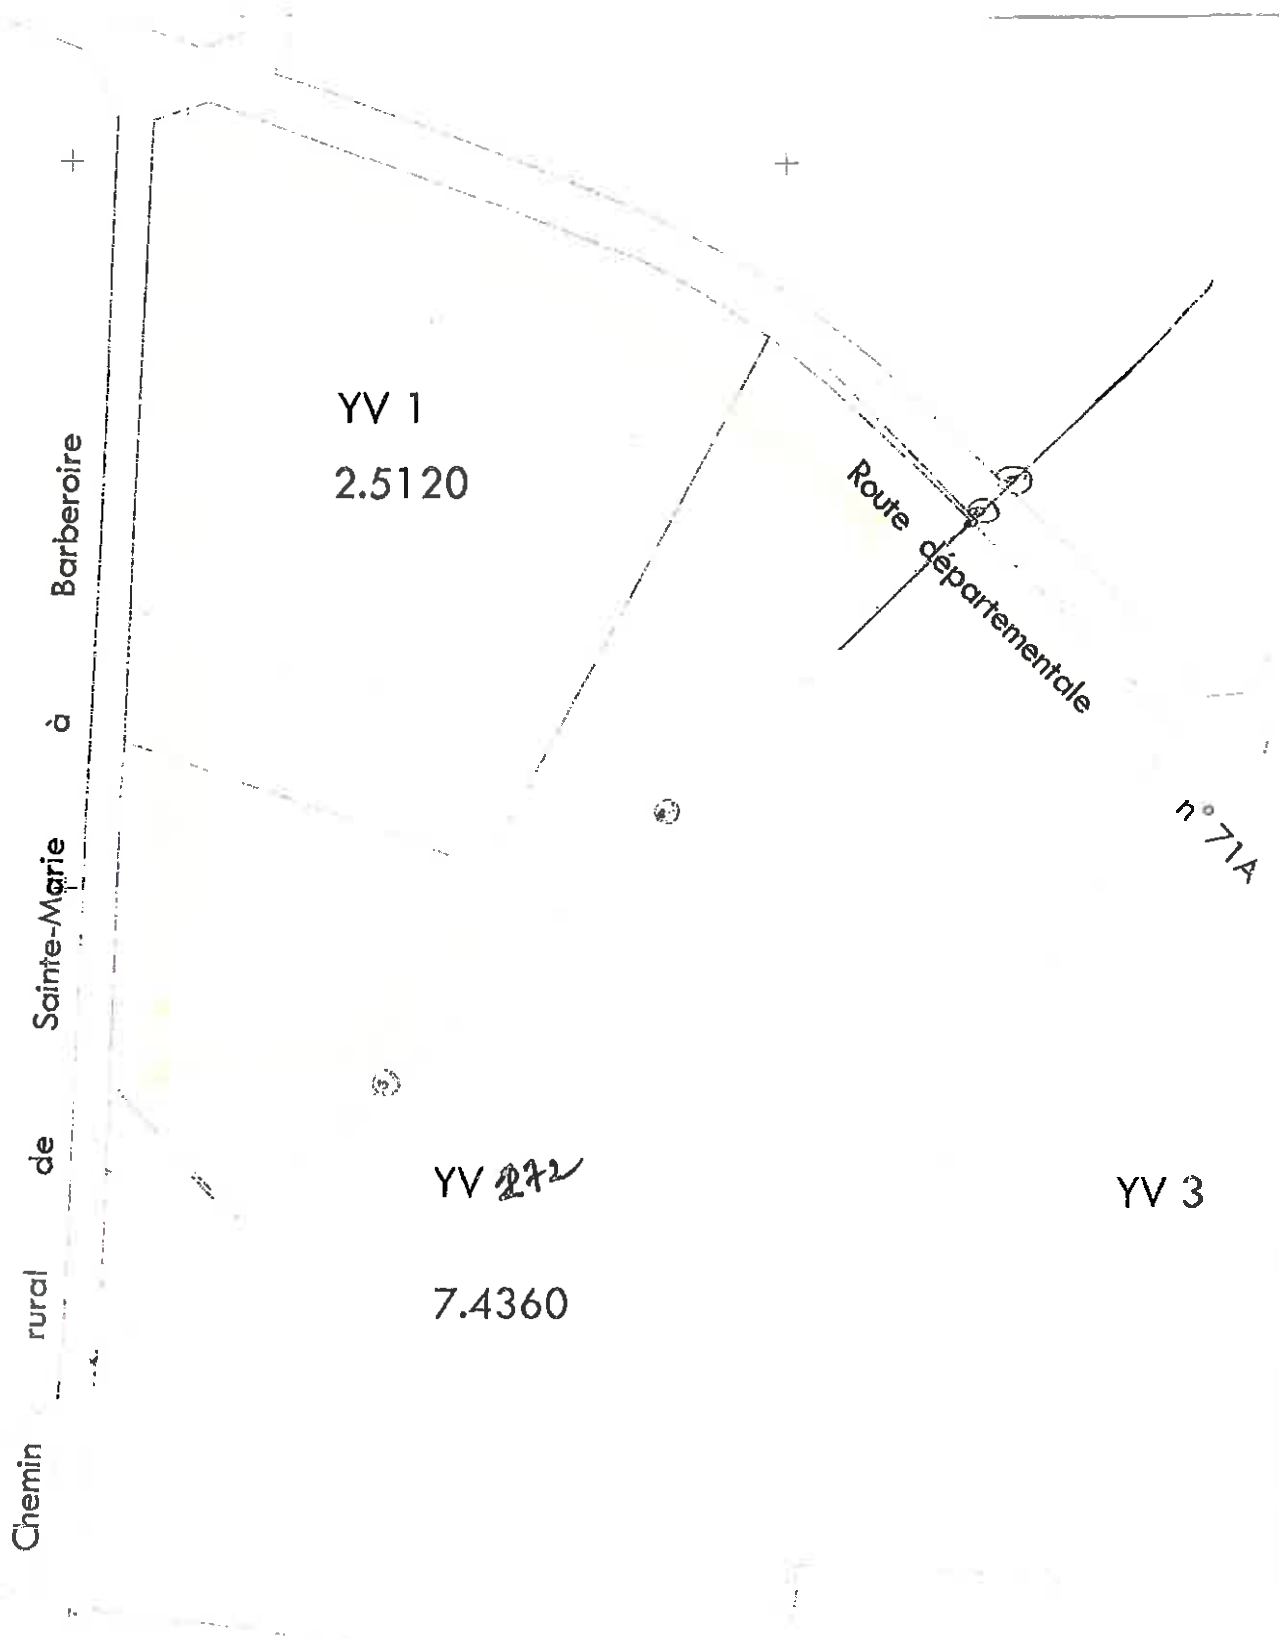 YV 1
2.5120
Route départementale n° 71A
Chemin rural de Sainte-Marie à Barberoire
YV 272
7.4360
YV 3